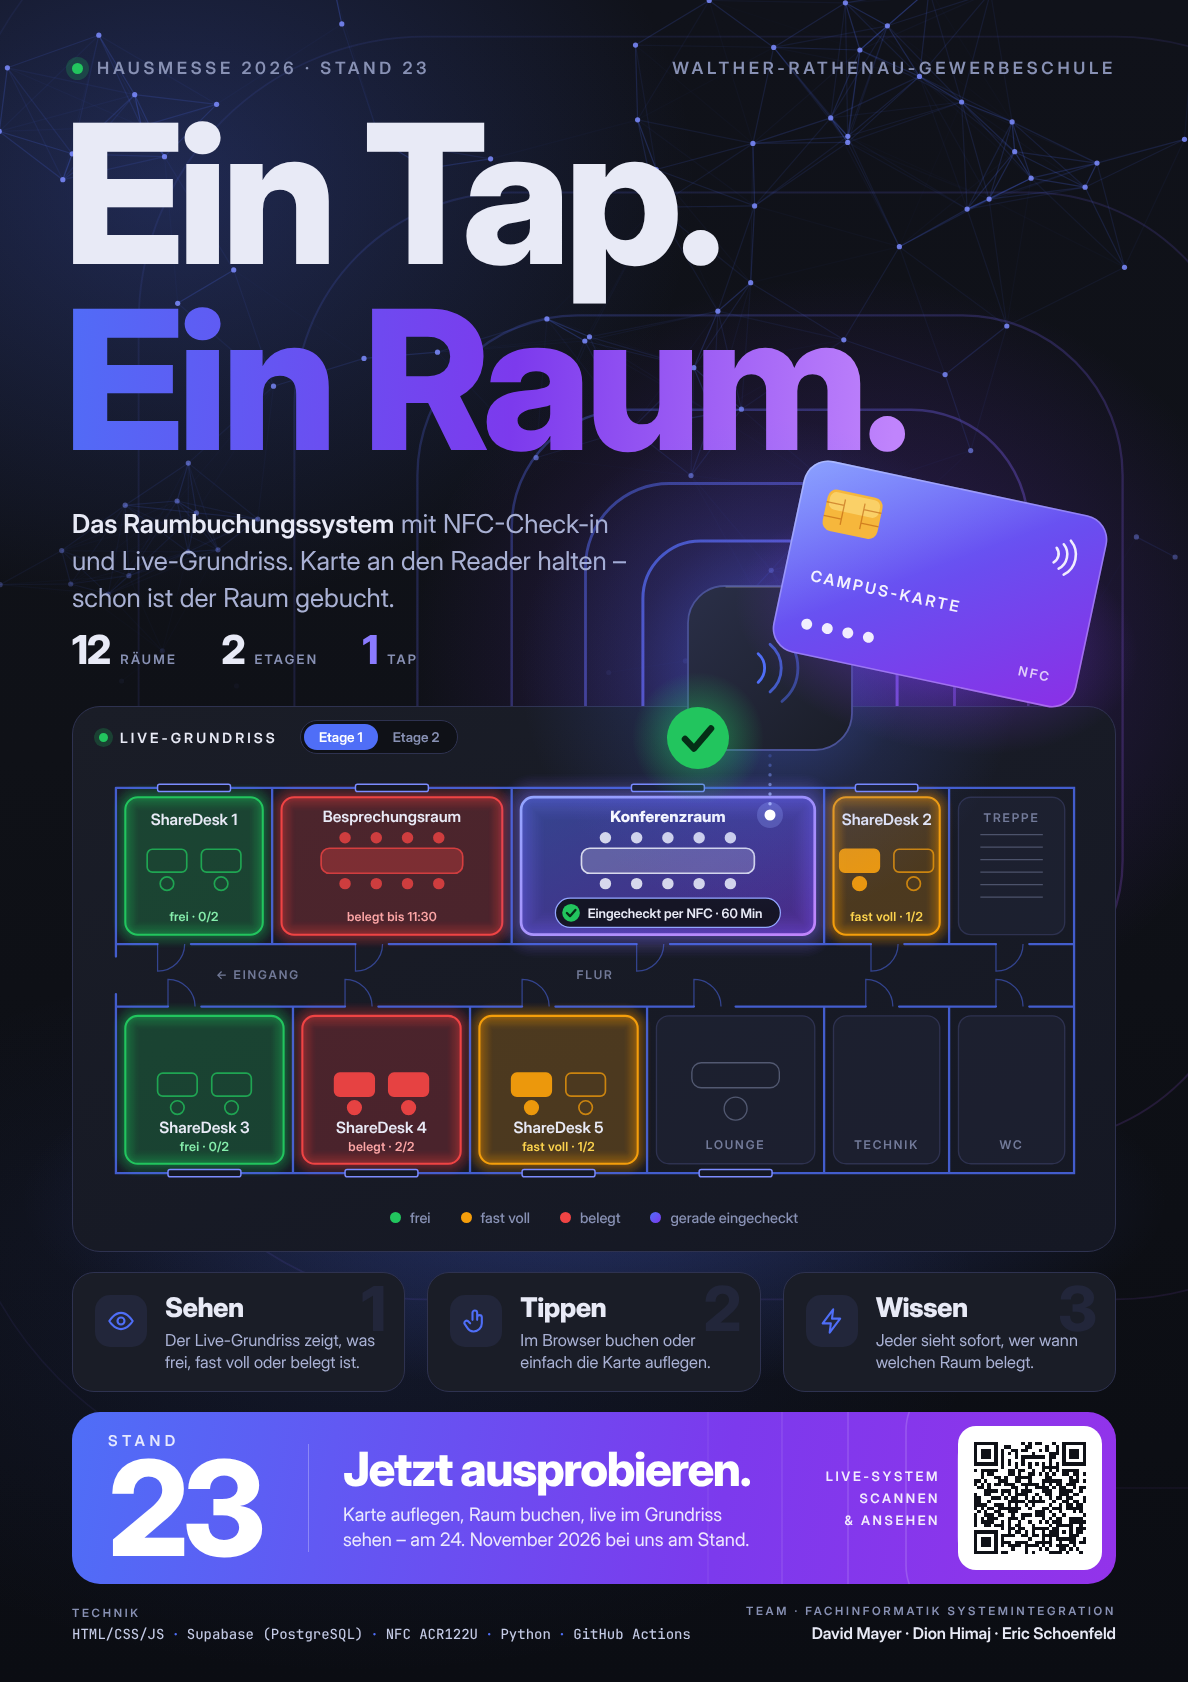 HAUSMESSE 2026 · STAND 23
WALTHER-RATHENAU-GEWERBESCHULE
Ein Tap.
Ein Raum.
Das Raumbuchungssystem mit NFC-Check-in
und Live-Grundriss. Karte an den Reader halten –
schon ist der Raum gebucht.
12 RÄUME 2 ETAGEN 1 TAP
CAMPUS-KARTE
NFC
LIVE-GRUNDRISS Etage 1 Etage 2
ShareDesk 1
frei · 0/2
Besprechungsraum
belegt bis 11:30
Konferenzraum
Eingecheckt per NFC · 60 Min
ShareDesk 2
fast voll · 1/2
TREPPE
← EINGANG
FLUR
ShareDesk 3
frei · 0/2
ShareDesk 4
belegt · 2/2
ShareDesk 5
fast voll · 1/2
LOUNGE
TECHNIK
WC
frei fast voll belegt gerade eingecheckt
1
Sehen
Der Live-Grundriss zeigt, was
frei, fast voll oder belegt ist.
2
Tippen
Im Browser buchen oder
einfach die Karte auflegen.
3
Wissen
Jeder sieht sofort, wer wann
welchen Raum belegt.
STAND
23
Jetzt ausprobieren.
Karte auflegen, Raum buchen, live im Grundriss
sehen – am 24. November 2026 bei uns am Stand.
LIVE-SYSTEM
SCANNEN
& ANSEHEN
TECHNIK
HTML/CSS/JS · Supabase (PostgreSQL) · NFC ACR122U · Python · GitHub Actions
TEAM · FACHINFORMATIK SYSTEMINTEGRATION
David Mayer · Dion Himaj · Eric Schoenfeld